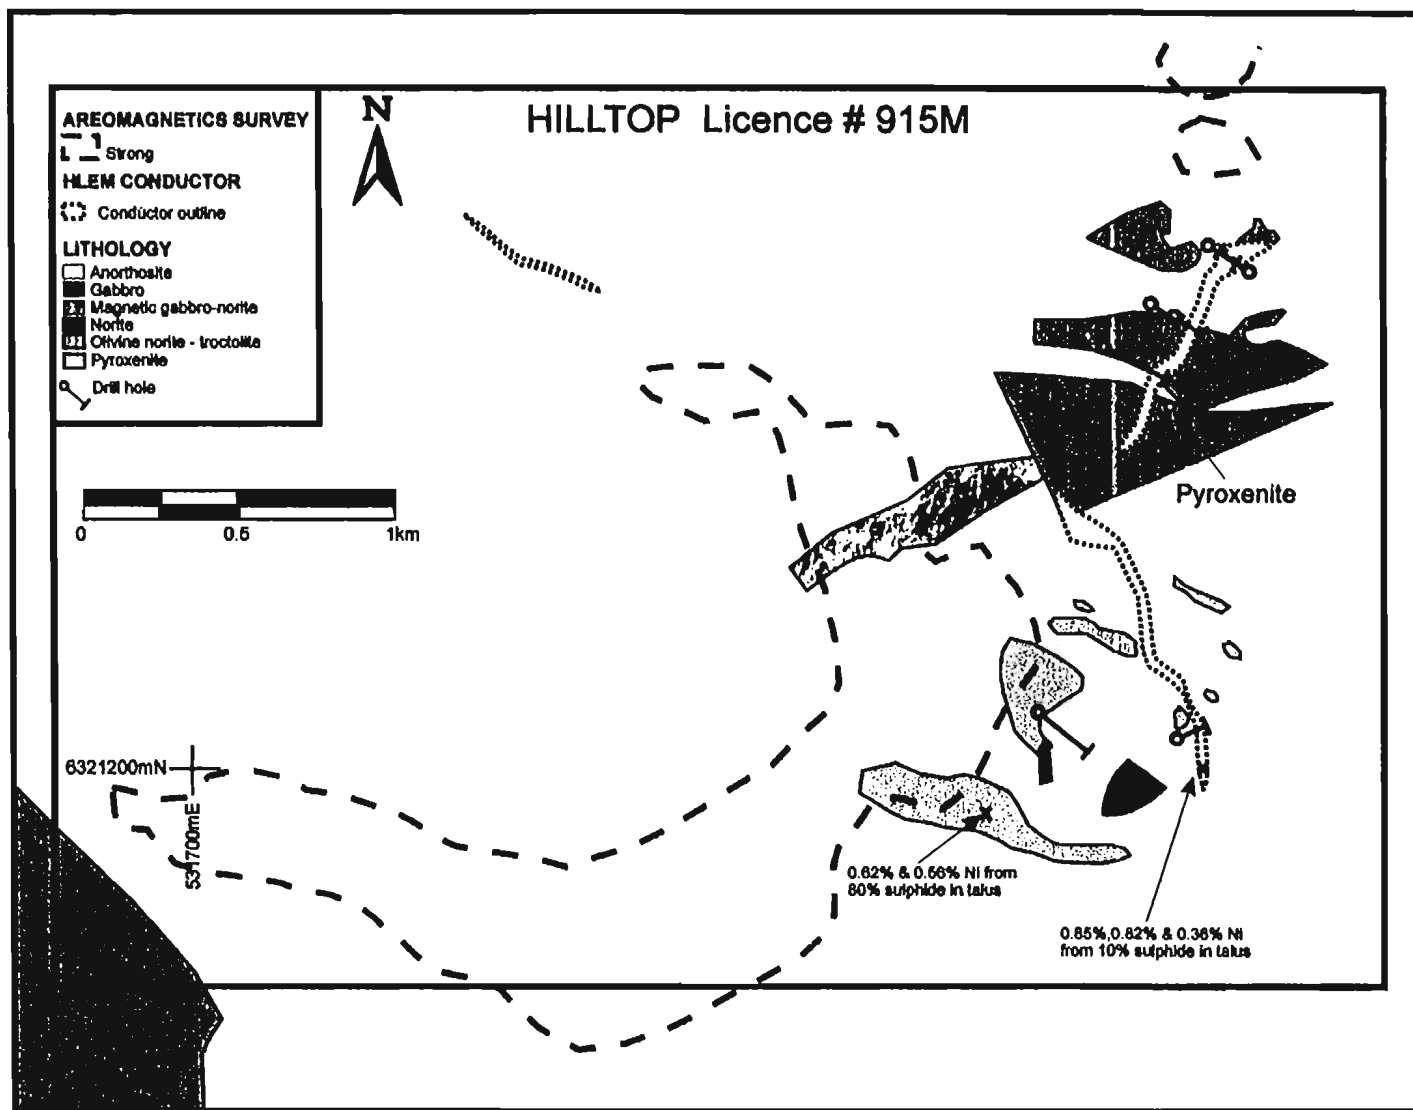 HILLTOP Licence # 915M
AREOMAGNETICS SURVEY
Strong
HLEM CONDUCTOR
Conductor outline
LITHOLOGY
Anorthosite
Gabbro
Magnetic gabbro-norite
Norite
Olivine norite - troctolite
Pyroxenite
Drill hole
N
0 0.5 1km
Pyroxenite
6321200mN
531700mE
0.62% & 0.56% Ni from
80% sulphide in talus
0.85%,0.82% & 0.36% Ni
from 10% sulphide in talus